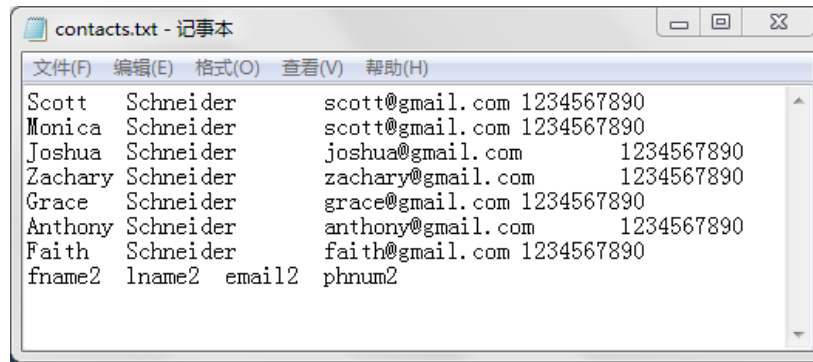 contacts.txt - 记事本
文件(F) 编辑(E) 格式(O) 查看(V) 帮助(H)
Scott Schneider scott@gmail.com 1234567890
Monica Schneider scott@gmail.com 1234567890
Joshua Schneider joshua@gmail.com 1234567890
Zachary Schneider zachary@gmail.com 1234567890
Grace Schneider grace@gmail.com 1234567890
Anthony Schneider anthony@gmail.com 1234567890
Faith Schneider faith@gmail.com 1234567890
fname2 lname2 email2 phnum2